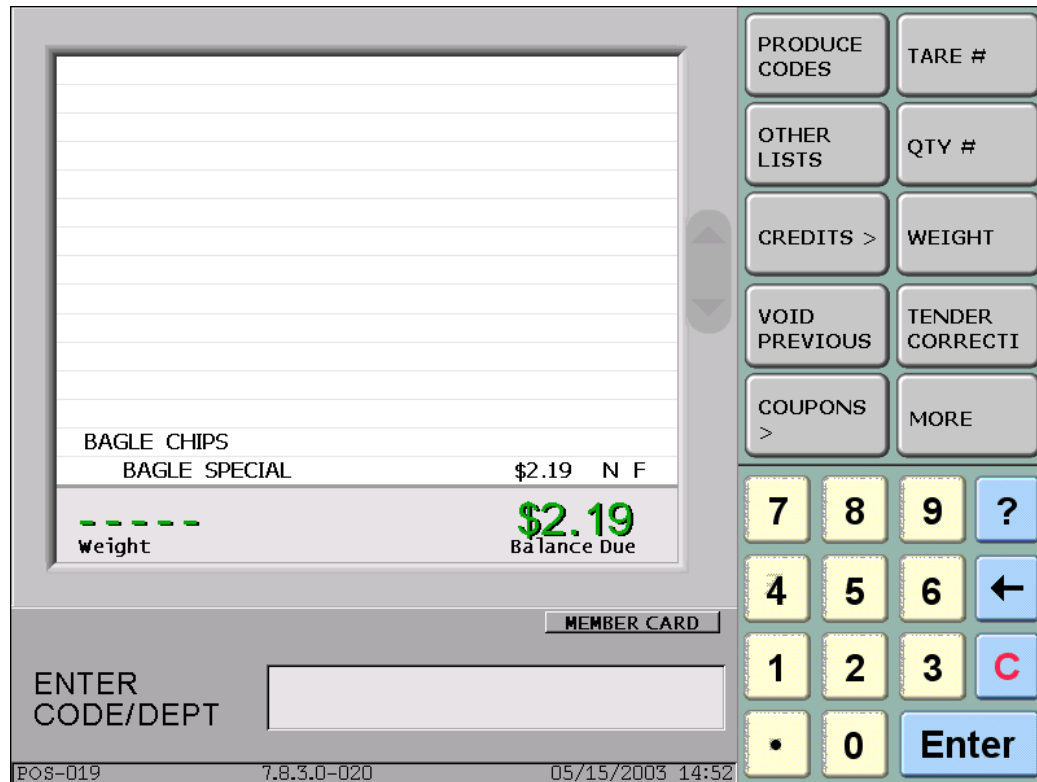 BAGLE CHIPS
BAGLE SPECIAL $2.19 N F
-----
Weight
$2.19
Balance Due
MEMBER CARD
ENTER
CODE/DEPT
POS-019 7.8.3.0-020 05/15/2003 14:52
PRODUCE
CODES
TARE #
OTHER
LISTS
QTY #
CREDITS >
WEIGHT
VOID
PREVIOUS
TENDER
CORRECTI
COUPONS
>
MORE
7 8 9 ?
4 5 6 ←
1 2 3 C
. 0 Enter